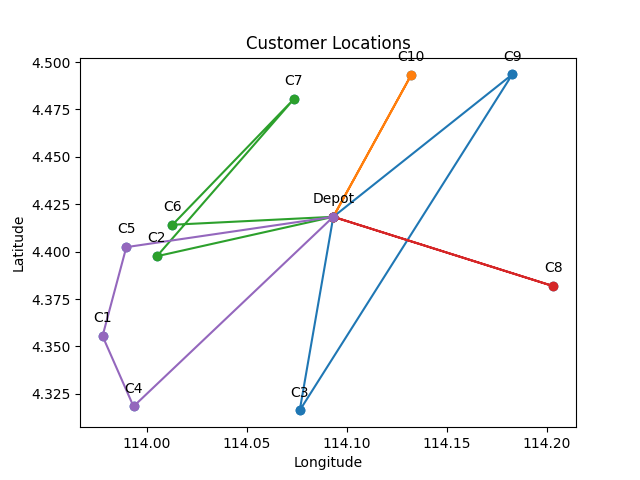 Customer Locations
C10
C9
C7
C6
C2
C5
Depot
C8
C1
C4
C3
4.500
4.475
4.450
4.425
4.400
4.375
4.350
4.325
Latitude
114.00
114.05
114.10
114.15
114.20
Longitude